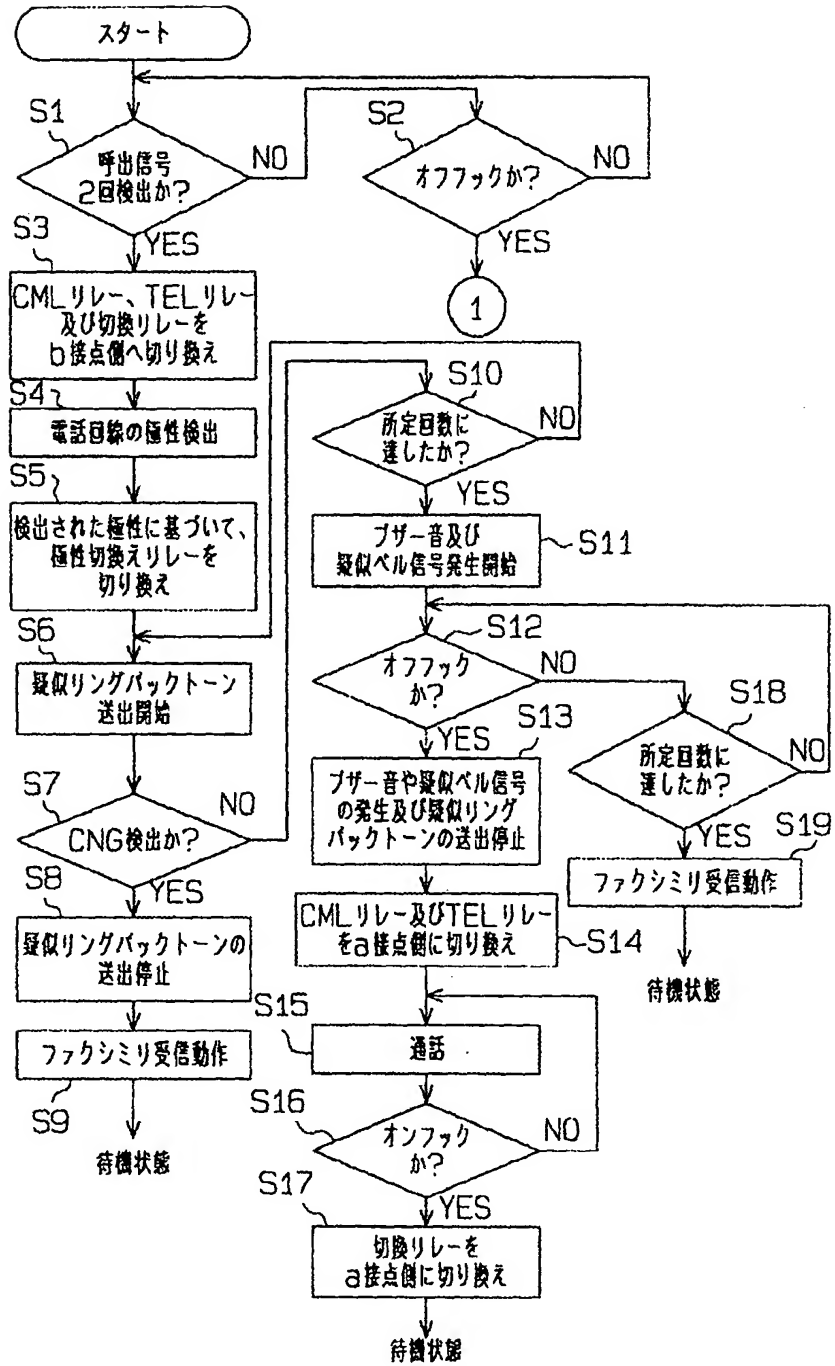 スタート
S1
呼出信号
2回検出か?
NO
YES
S2
オフフックか?
NO
YES
1
S3
CMLリレー、TELリレー
及び切換リレーを
b接点側へ切り換え
S4
電話回線の極性検出
S5
検出された極性に基づいて、
極性切換えリレーを
切り換え
S6
疑似リングバックトーン
送出開始
S7
CNG検出か?
NO
YES
S8
疑似リングバックトーンの
送出停止
ファクシミリ受信動作
S9
待機状態
S10
所定回数に
達したか?
NO
YES
ブザー音及び
疑似ベル信号発生開始
S11
S12
オフフック
か?
NO
YES
S13
ブザー音や疑似ベル信号
の発生及び疑似リング
バックトーンの送出停止
CMLリレー及びTELリレー
をa接点側に切り換え
S14
S15
通話
S16
オンフック
か?
NO
YES
S17
切換リレーを
a接点側に切り換え
待機状態
S18
所定回数に
達したか?
NO
YES
S19
ファクシミリ受信動作
待機状態